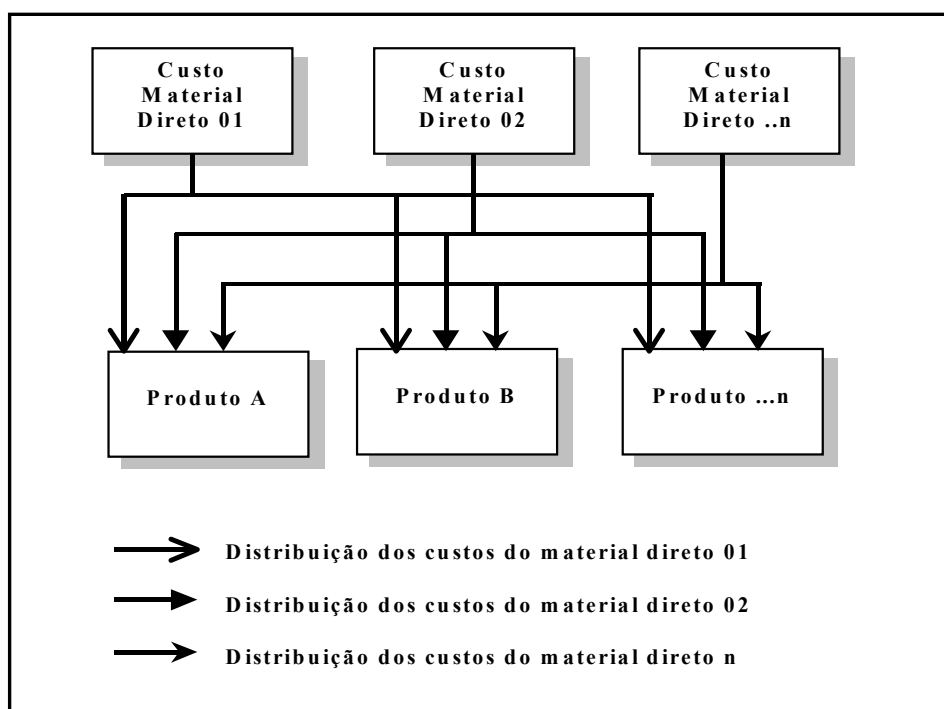 Custo
Material
Direto 01
Custo
Material
Direto 02
Custo
Material
Direto ..n
Produto A
Produto B
Produto ...n
Distribuição dos custos do material direto 01
Distribuição dos custos do material direto 02
Distribuição dos custos do material direto n